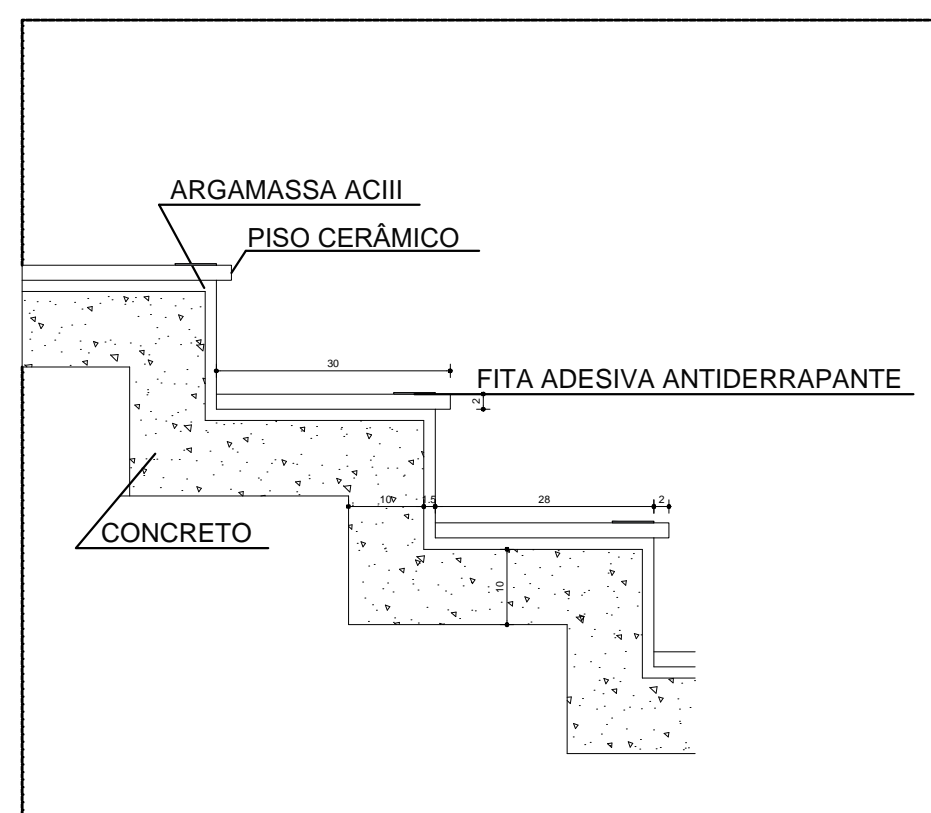 ARGAMASSA ACIII
PISO CERÂMICO
30
FITA ADESIVA ANTIDERRAPANTE
2
10 1.5 28 2
CONCRETO
10